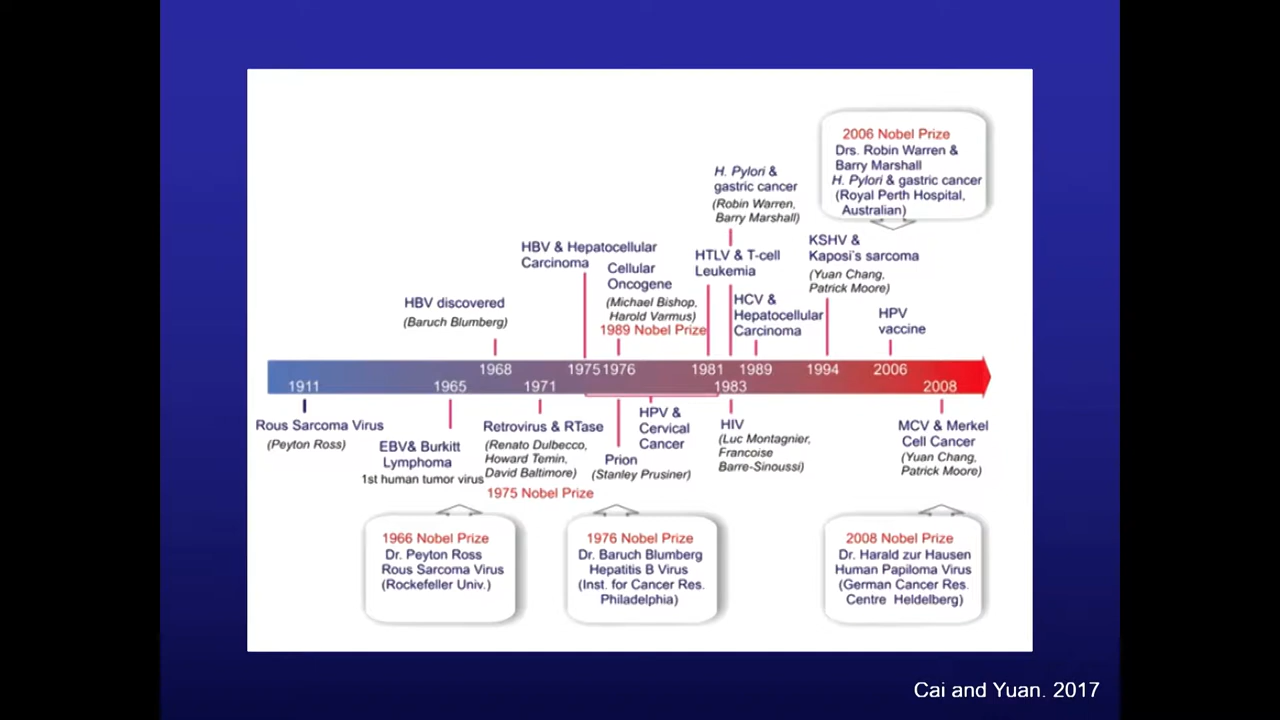 2006 Nobel Prize
Drs. Robin Warren &
Barry Marshall
H. Pylori & gastric cancer
(Royal Perth Hospital,
Australian)
H. Pylori &
gastric cancer
(Robin Warren,
Barry Marshall)
HBV & Hepatocellular
Carcinoma
Cellular
Oncogene
(Michael Bishop,
Harold Varmus)
1989 Nobel Prize
HTLV & T-cell
Leukemia
KSHV &
Kaposi's sarcoma
(Yuan Chang,
Patrick Moore)
HBV discovered
(Baruch Blumberg)
HCV &
Hepatocellular
Carcinoma
HPV
vaccine
1968
1975
1976
1981
1989
1994
2006
1911
1965
1971
1983
2008
Rous Sarcoma Virus
(Peyton Ross)
EBV& Burkitt
Lymphoma
1st human tumor virus
Retrovirus & RTase
(Renato Dulbecco,
Howard Temin,
David Baltimore)
1975 Nobel Prize
HPV &
Cervical
Cancer
Prion
(Stanley Prusiner)
HIV
(Luc Montagnier,
Francoise
Barre-Sinoussi)
MCV & Merkel
Cell Cancer
(Yuan Chang,
Patrick Moore)
1966 Nobel Prize
Dr. Peyton Ross
Rous Sarcoma Virus
(Rockefeller Univ.)
1976 Nobel Prize
Dr. Baruch Blumberg
Hepatitis B Virus
(Inst. for Cancer Res.
Philadelphia)
2008 Nobel Prize
Dr. Harald zur Hausen
Human Papiloma Virus
(German Cancer Res.
Centre Heldelberg)
Cai and Yuan. 2017